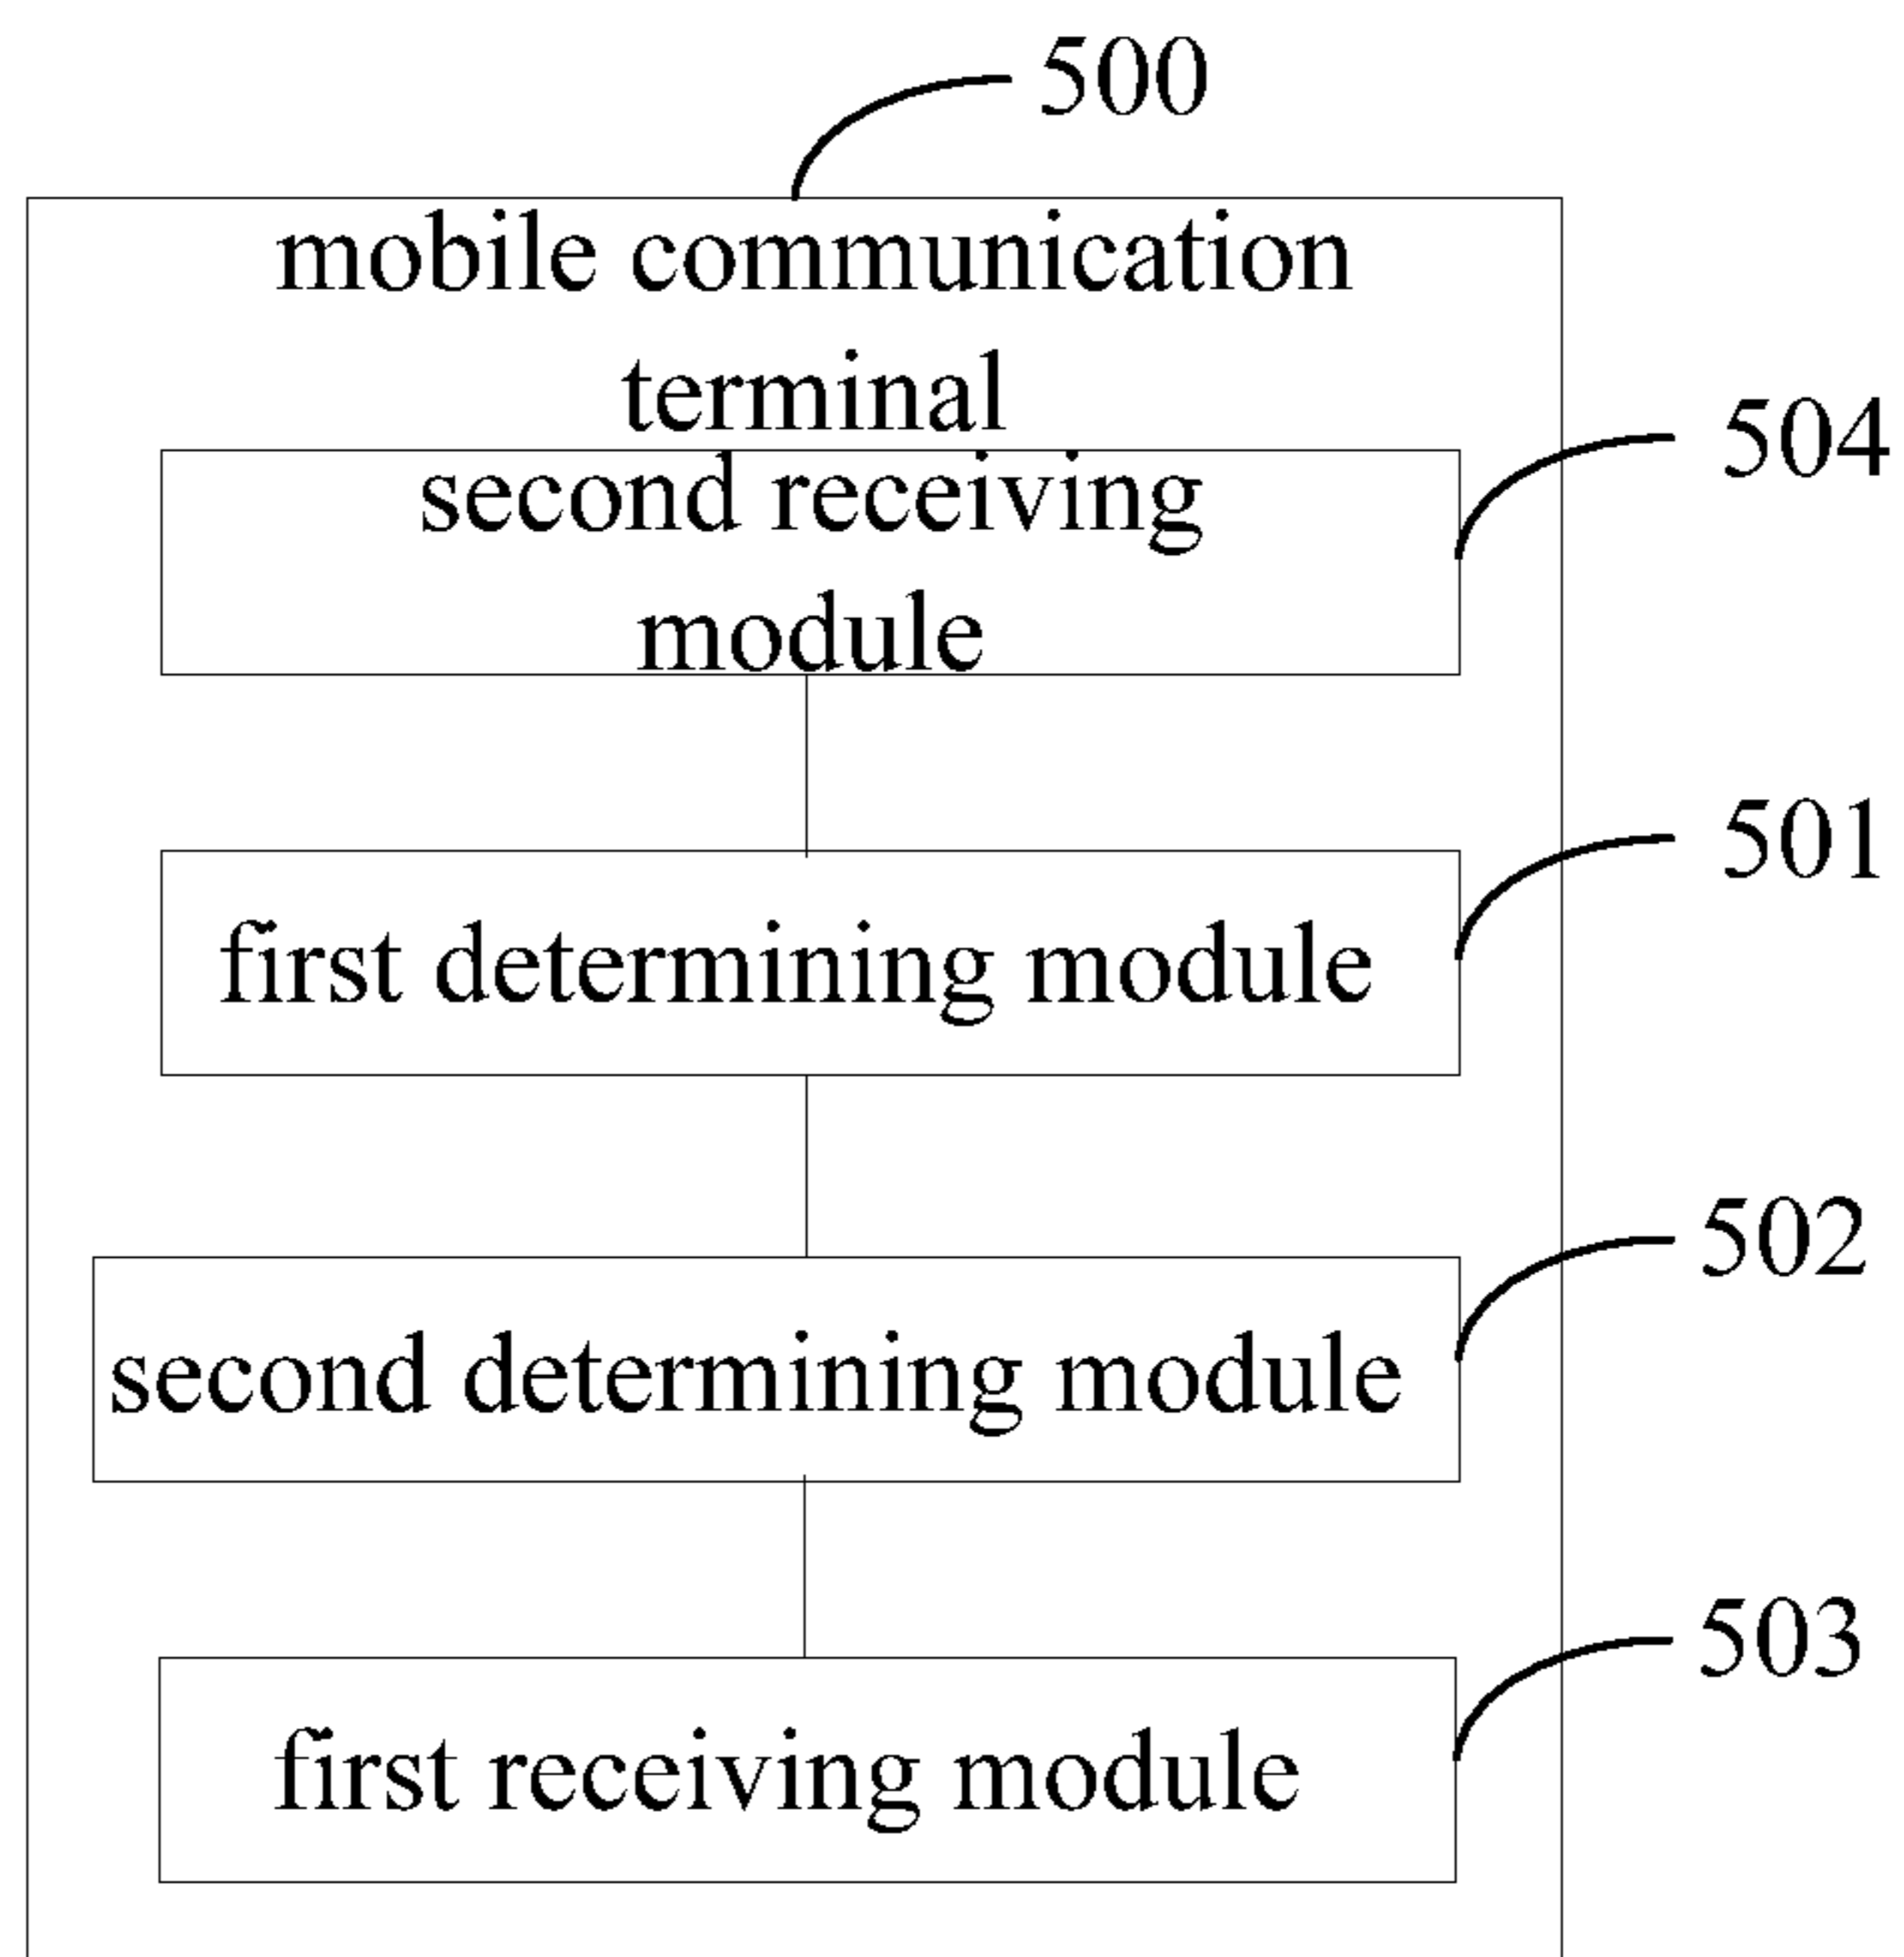 500
mobile communication
terminal
504
second receiving
module
501
first determining module
502
second determining module
503
first receiving module